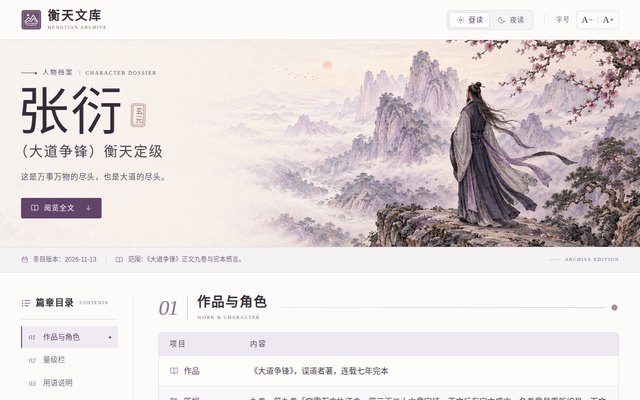 衡天文库
HENGTIAN ARCHIVE
昼读
夜读
字号
A−
A+
人物档案 | CHARACTER DOSSIER
张衍
玄元
（大道争锋）衡天定级
这是万事万物的尽头，也是大道的尽头。
阅览全文 ↓
条目版本：2026-11-13
范围：《大道争锋》正文九卷与完本感言。
ARCHIVE EDITION
篇章目录 CONTENTS
01 作品与角色
02 量级栏
03 用语说明
01 作品与角色
WORK & CHARACTER
项目 内容
作品 《大道争锋》，误道者著，连载七年完本